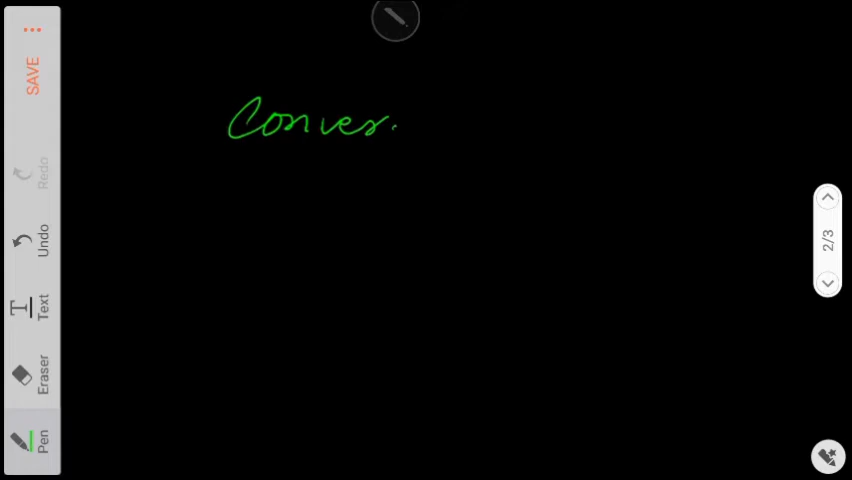 SAVE
Redo
Undo
Text
Eraser
Pen
Conver.
2/3